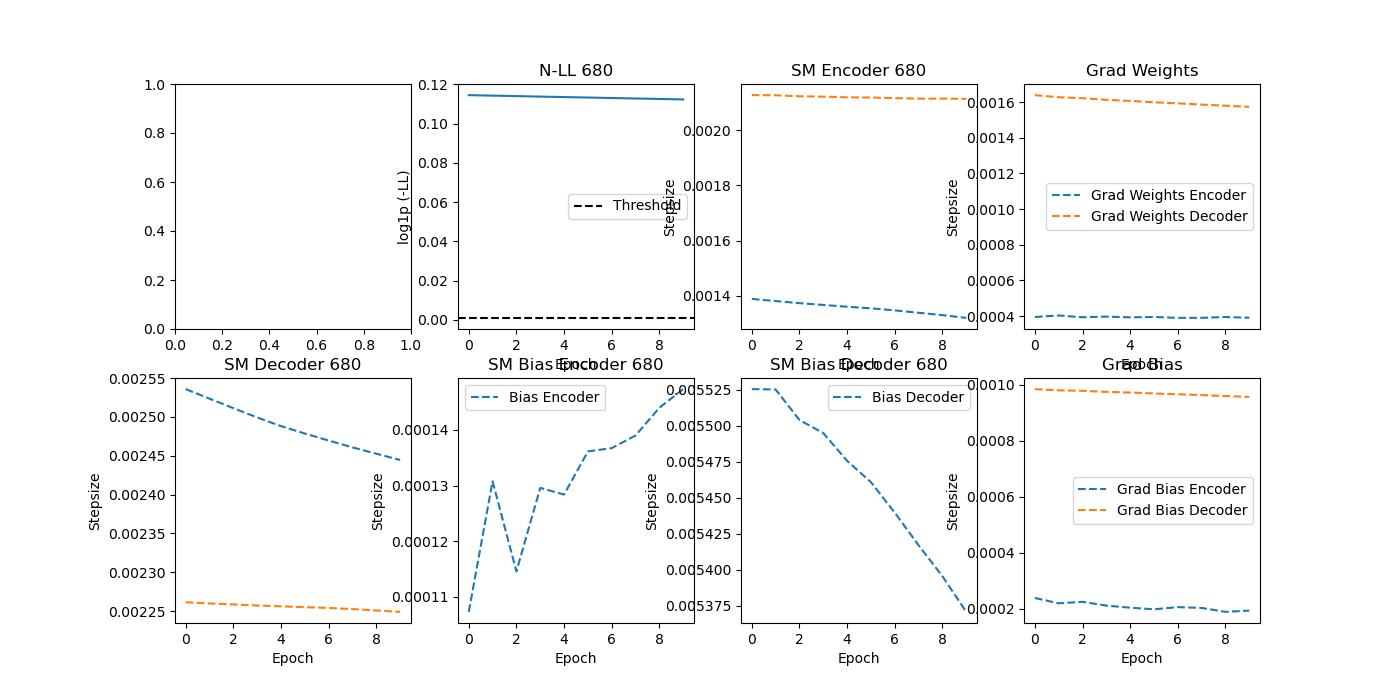 N-LL 680
SM Encoder 680
Grad Weights
1.0
0.8
0.6
0.4
0.2
0.0
0.0 0.2 0.4 0.6 0.8 1.0
log1p (-LL)
0.12
0.10
0.08
0.06
0.04
0.02
0.00
Threshold
0 2 4 6 8
Epoch
Stepsize
0.0020
0.0018
0.0016
0.0014
0 2 4 6 8
Epoch
Stepsize
0.0016
0.0014
0.0012
0.0010
0.0008
0.0006
0.0004
Grad Weights Encoder
Grad Weights Decoder
0 2 4 6 8
Epoch
SM Decoder 680
SM Bias Encoder 680
SM Bias Decoder 680
Grad Bias
Stepsize
0.00255
0.00250
0.00245
0.00240
0.00235
0.00230
0.00225
0 2 4 6 8
Epoch
Stepsize
0.00014
0.00013
0.00012
0.00011
Bias Encoder
0 2 4 6 8
Epoch
Stepsize
0.005525
0.005500
0.005475
0.005450
0.005425
0.005400
0.005375
Bias Decoder
0 2 4 6 8
Epoch
Stepsize
0.0010
0.0008
0.0006
0.0004
0.0002
Grad Bias Encoder
Grad Bias Decoder
0 2 4 6 8
Epoch